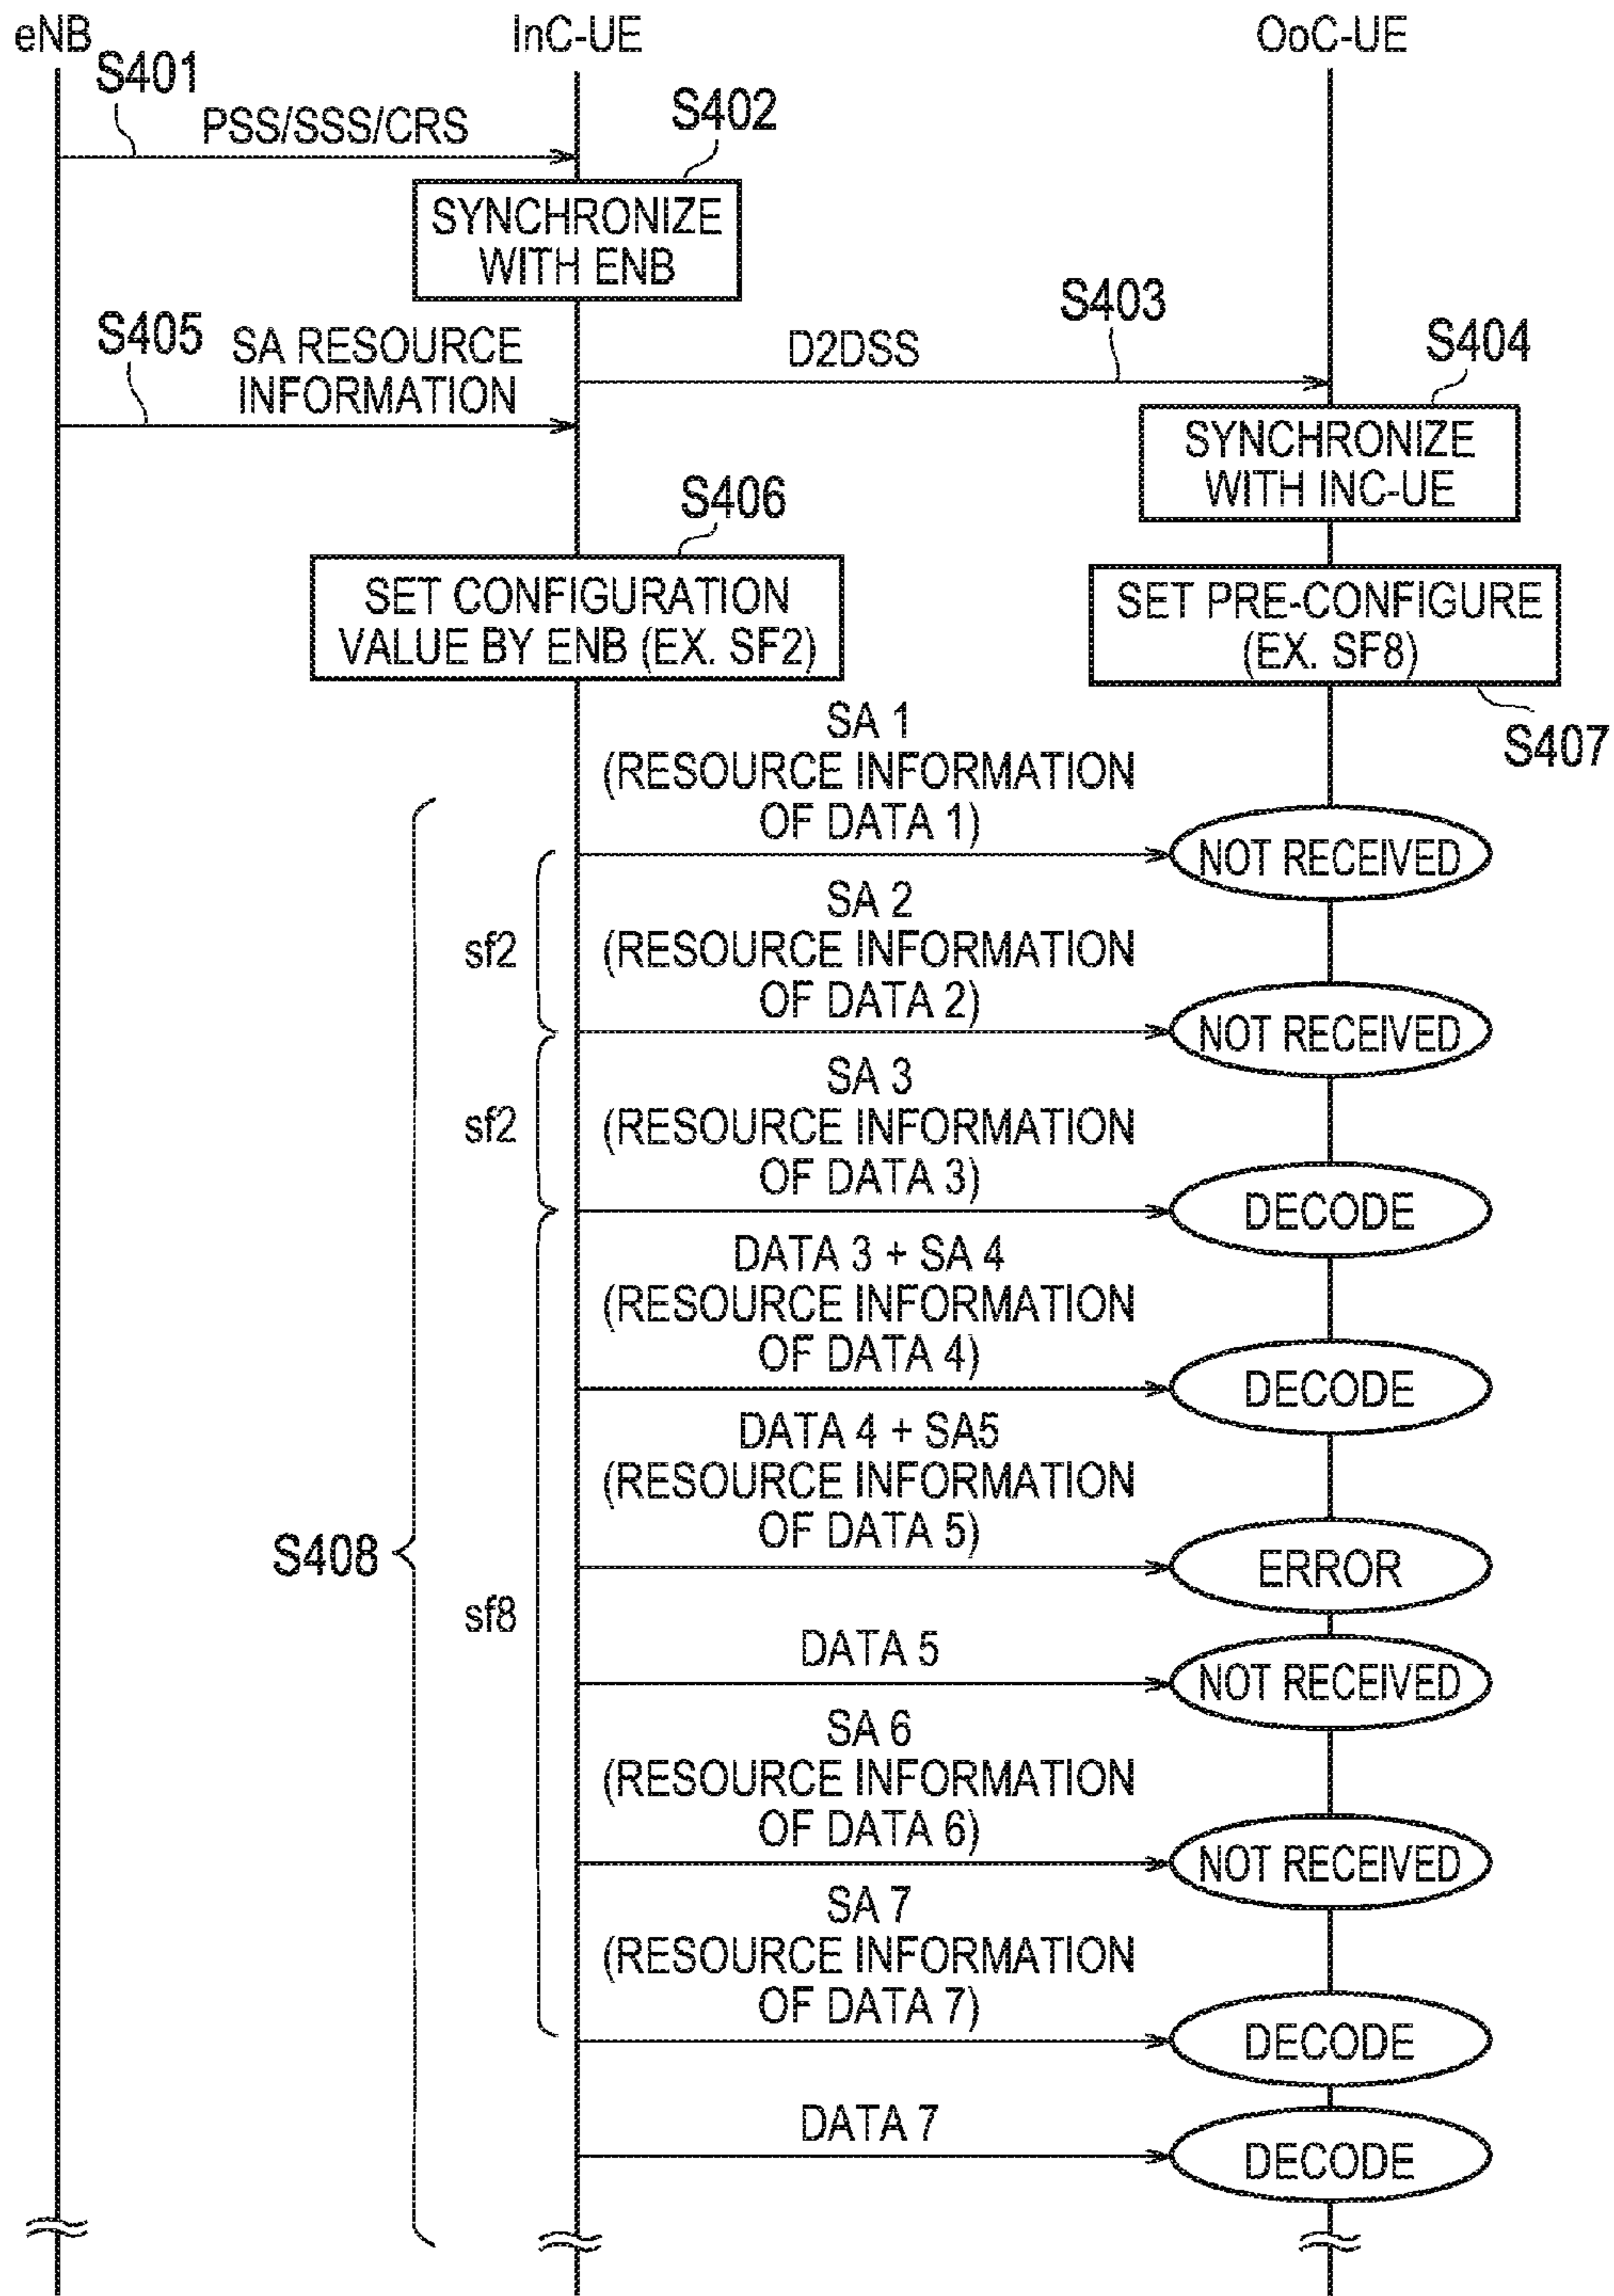 eNB
InC-UE
OoC-UE
S401
PSS/SSS/CRS
S402
SYNCHRONIZE
WITH ENB
S403
D2DSS
S404
SYNCHRONIZE
WITH INC-UE
S405
SA RESOURCE
INFORMATION
S406
SET CONFIGURATION
VALUE BY ENB (EX. SF2)
SET PRE-CONFIGURE
(EX. SF8)
S407
SA 1
(RESOURCE INFORMATION
OF DATA 1)
NOT RECEIVED
sf2
SA 2
(RESOURCE INFORMATION
OF DATA 2)
NOT RECEIVED
sf2
SA 3
(RESOURCE INFORMATION
OF DATA 3)
DECODE
DATA 3 + SA 4
(RESOURCE INFORMATION
OF DATA 4)
DECODE
DATA 4 + SA5
(RESOURCE INFORMATION
OF DATA 5)
ERROR
S408
sf8
DATA 5
NOT RECEIVED
SA 6
(RESOURCE INFORMATION
OF DATA 6)
NOT RECEIVED
SA 7
(RESOURCE INFORMATION
OF DATA 7)
DECODE
DATA 7
DECODE